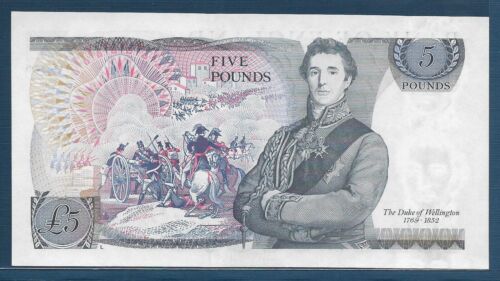 FIVE
POUNDS
5
POUNDS
The Duke of Wellington
1769-1852
£5
L